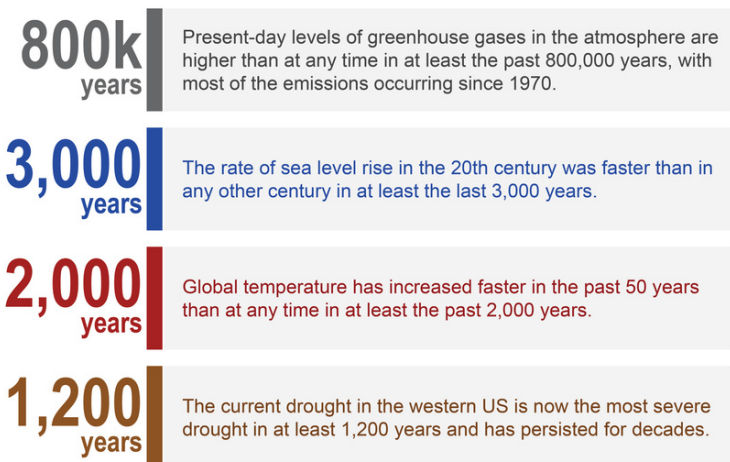 800k
years
Present-day levels of greenhouse gases in the atmosphere are
higher than at any time in at least the past 800,000 years, with
most of the emissions occurring since 1970.
3,000
years
The rate of sea level rise in the 20th century was faster than in
any other century in at least the last 3,000 years.
2,000
years
Global temperature has increased faster in the past 50 years
than at any time in at least the past 2,000 years.
1,200
years
The current drought in the western US is now the most severe
drought in at least 1,200 years and has persisted for decades.